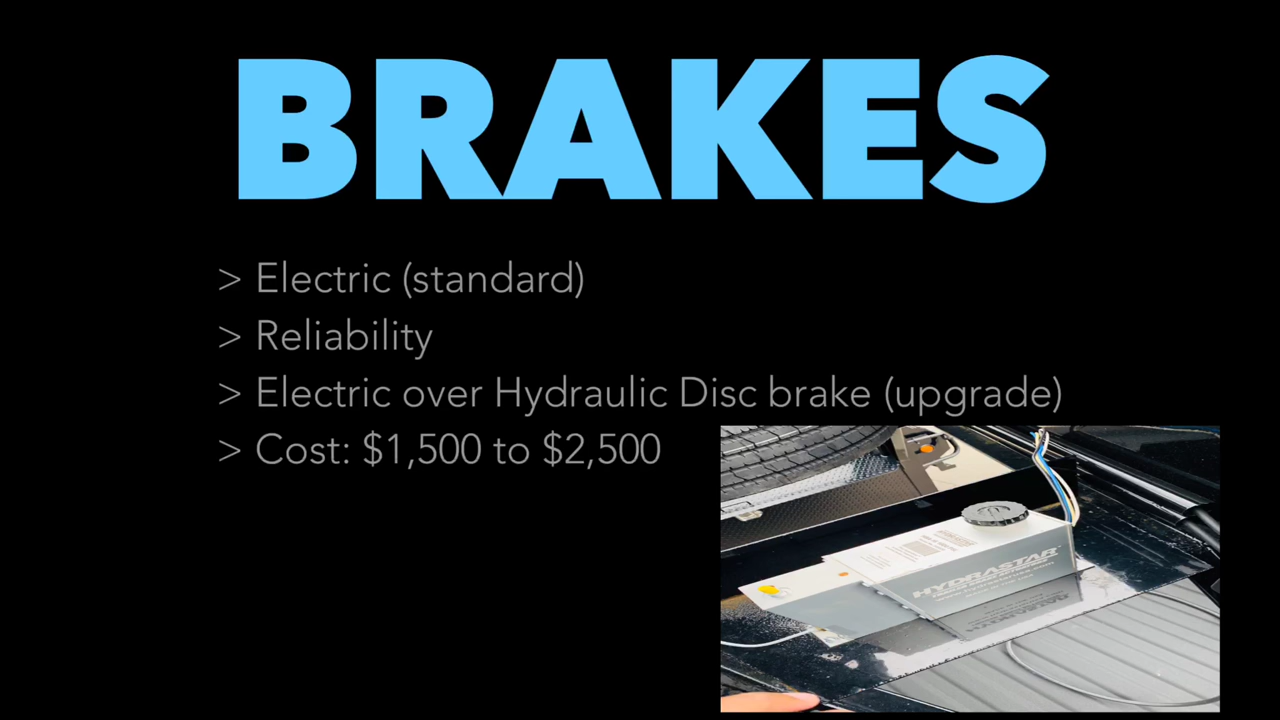 BRAKES
> Electric (standard)
> Reliability
> Electric over Hydraulic Disc brake (upgrade)
> Cost: $1,500 to $2,500
HYDRASTAR